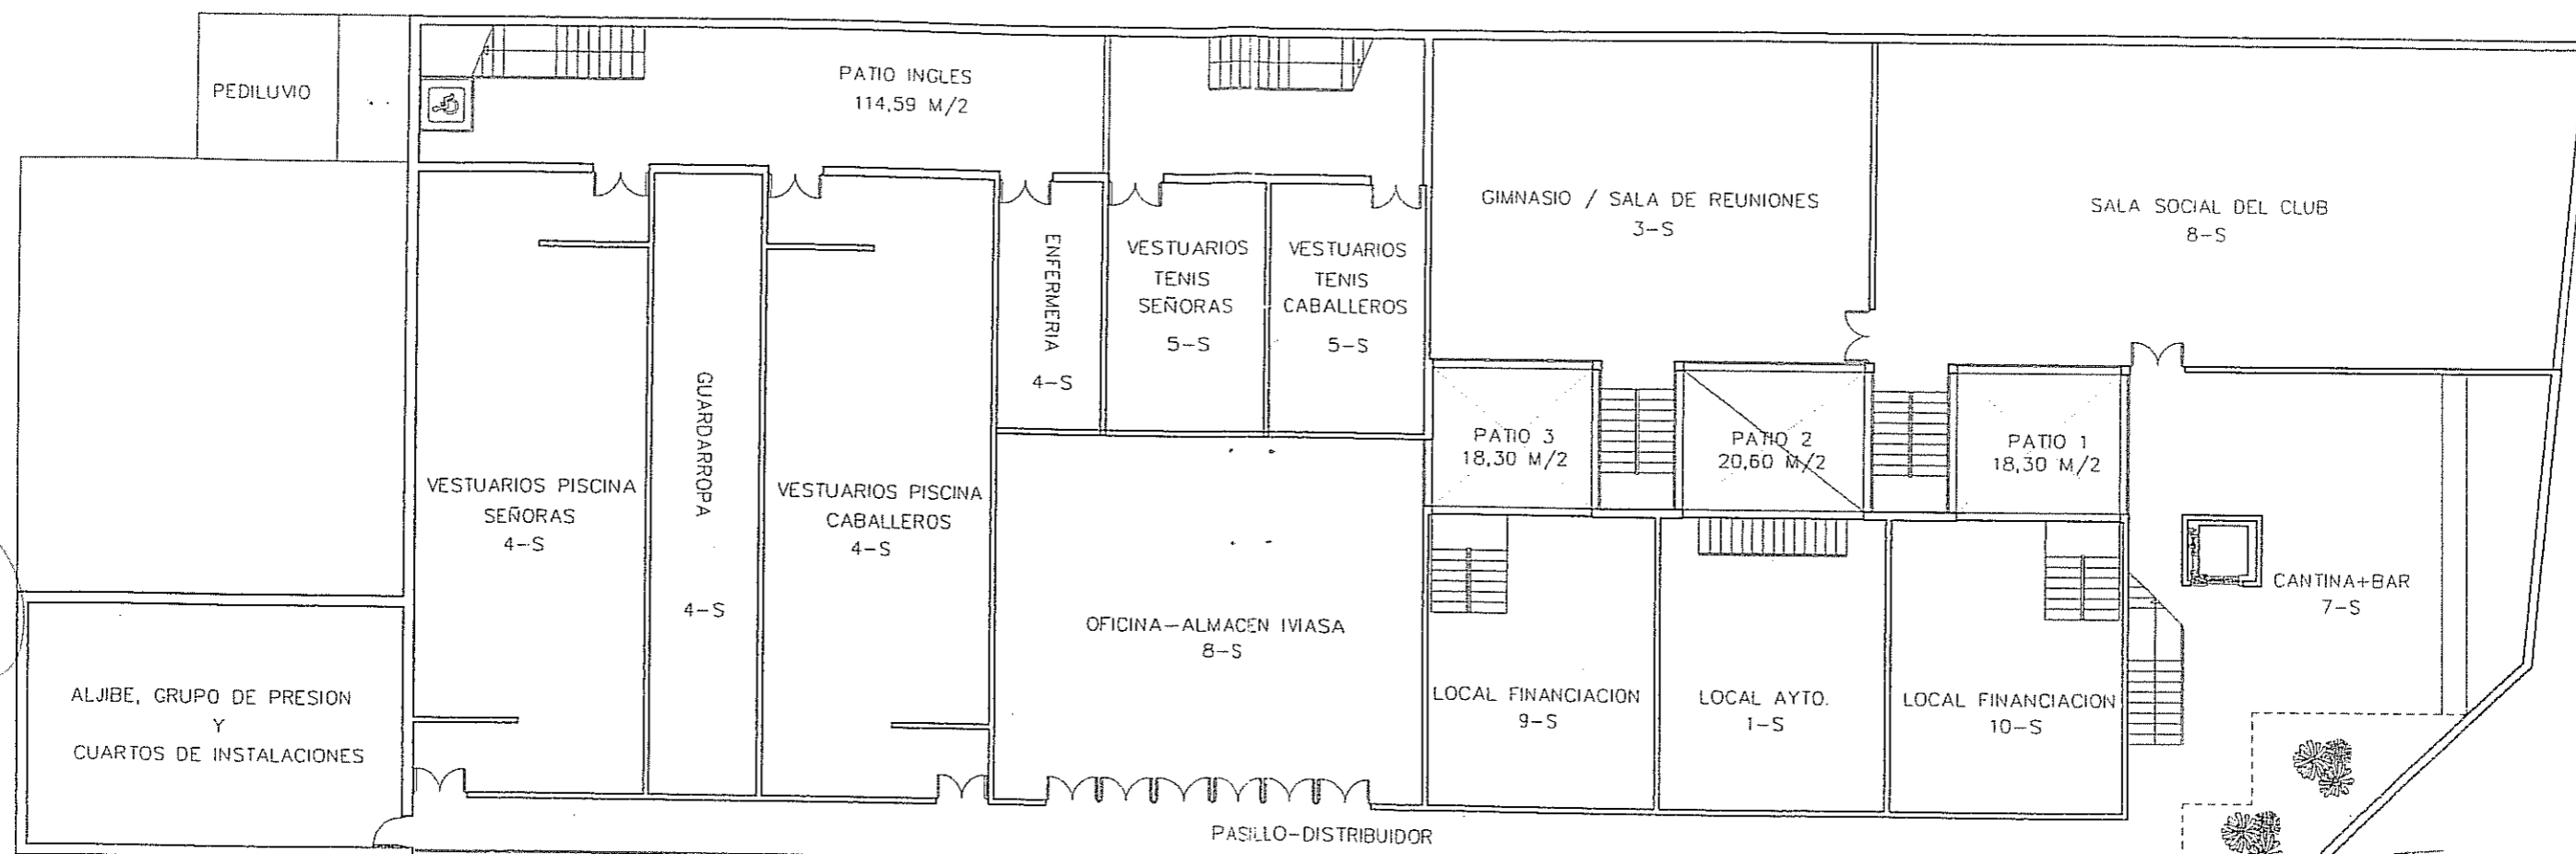 PEDILUVIO
PATIO INGLES
114,59 M/2
GIMNASIO / SALA DE REUNIONES
3-S
SALA SOCIAL DEL CLUB
8-S
VESTUARIOS PISCINA
SEÑORAS
4-S
GUARDARROPA
4-S
VESTUARIOS PISCINA
CABALLEROS
4-S
ENFERMERIA
4-S
VESTUARIOS
TENIS
SEÑORAS
5-S
VESTUARIOS
TENIS
CABALLEROS
5-S
PATIO 3
18,30 M/2
PATIO 2
20,60 M/2
PATIO 1
18,30 M/2
OFICINA-ALMACEN IVIASA
8-S
CANTINA+BAR
7-S
ALJIBE, GRUPO DE PRESION
Y
CUARTOS DE INSTALACIONES
LOCAL FINANCIACION
9-S
LOCAL AYTO.
1-S
LOCAL FINANCIACION
10-S
PASILLO-DISTRIBUIDOR